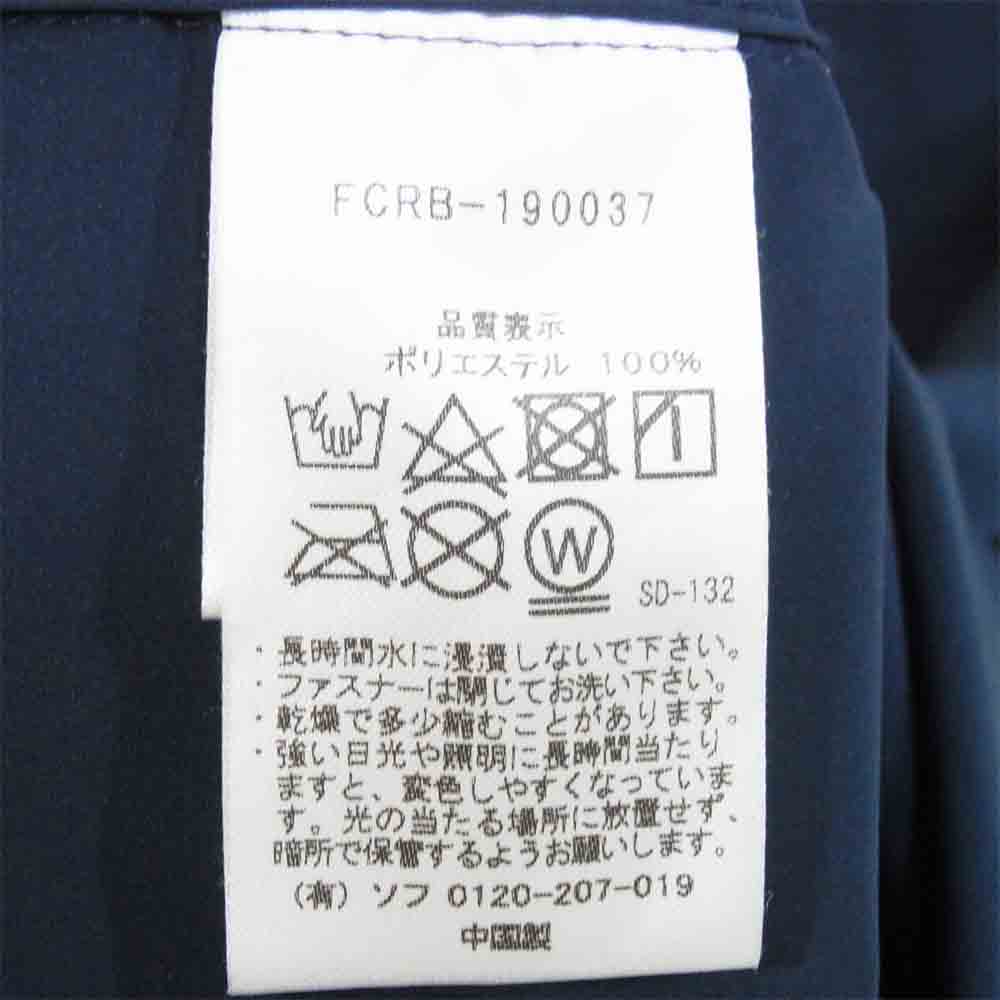 FCRB-190037
品質表示
ポリエステル 100%
W
SD-132
・長時間水に浸漬しないで下さい。
・ファスナーは閉じてお洗い下さい。
・乾燥で多少縮むことがあります。
・強い日光や照明に長時間当たり
ますと、変色しやすくなっていま
す。光の当たる場所に放置せず、
暗所で保管するようお願いします。
(有) ソフ 0120-207-019
中国製